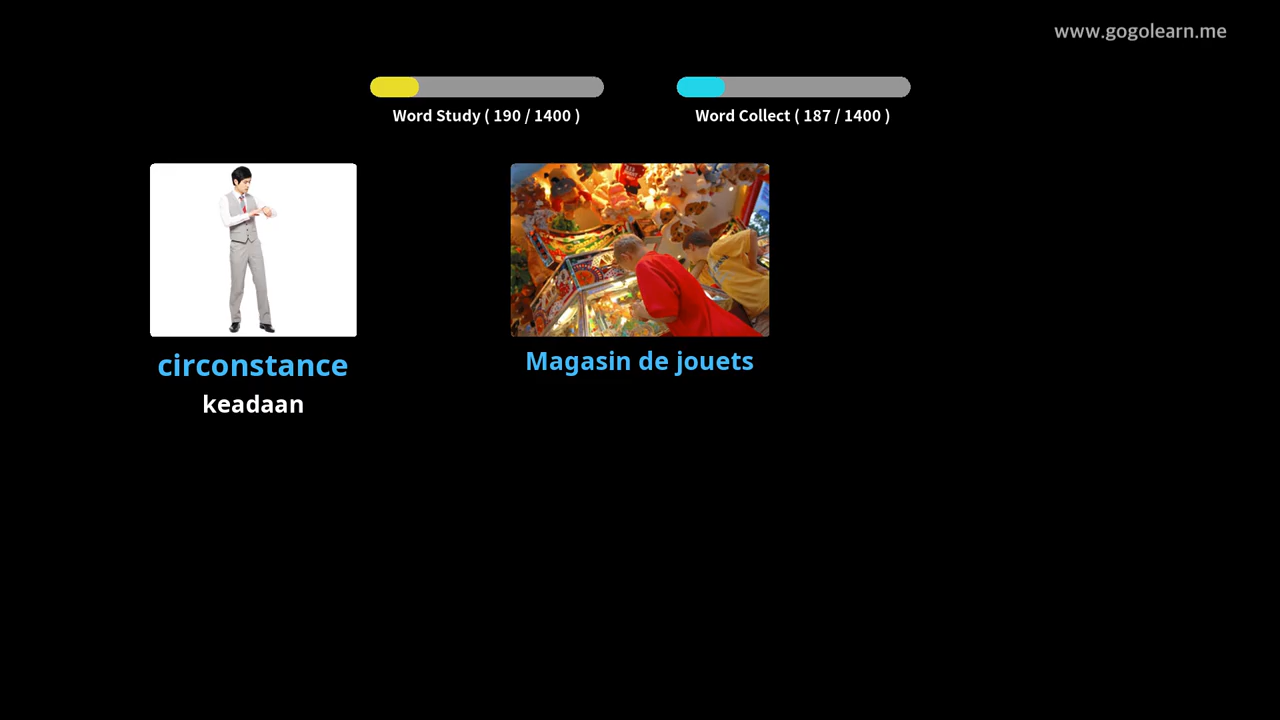 www.gogolearn.me
Word Study ( 190 / 1400 )
Word Collect ( 187 / 1400 )
circonstance
keadaan
Magasin de jouets